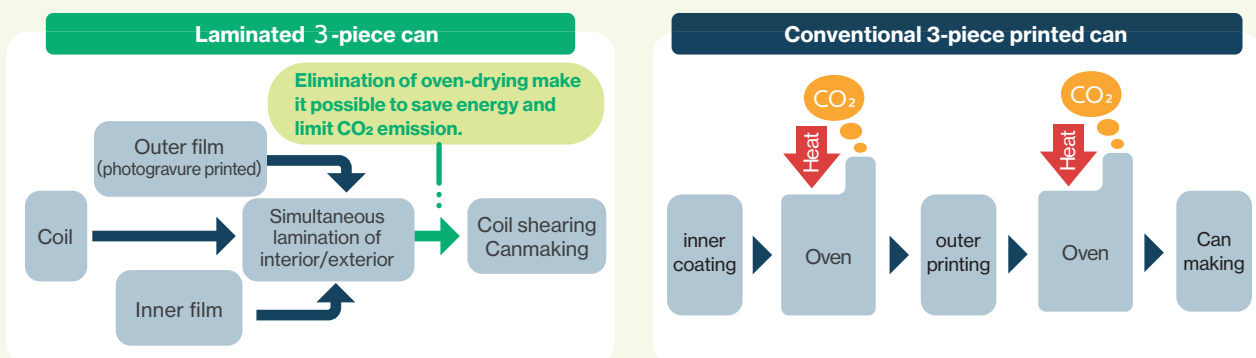 Laminated 3-piece can
Elimination of oven-drying make
it possible to save energy and
limit CO₂ emission.
Outer film
(photogravure printed)
Coil
Simultaneous
lamination of
interior/exterior
Coil shearing
Canmaking
Inner film
Conventional 3-piece printed can
CO₂
Heat
CO₂
Heat
inner
coating
Oven
outer
printing
Oven
Can
making